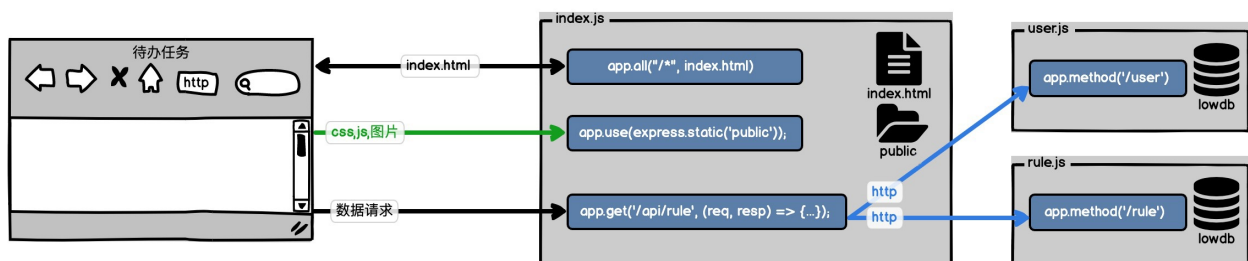 待办任务
http
index.html
css,js,图片
数据请求
index.js
app.all("/*", index.html)
app.use(express.static('public'));
app.get('/api/rule', (req, resp) => {...});
index.html
public
http
http
user.js
app.method('/user')
lowdb
rule.js
app.method('/rule')
lowdb